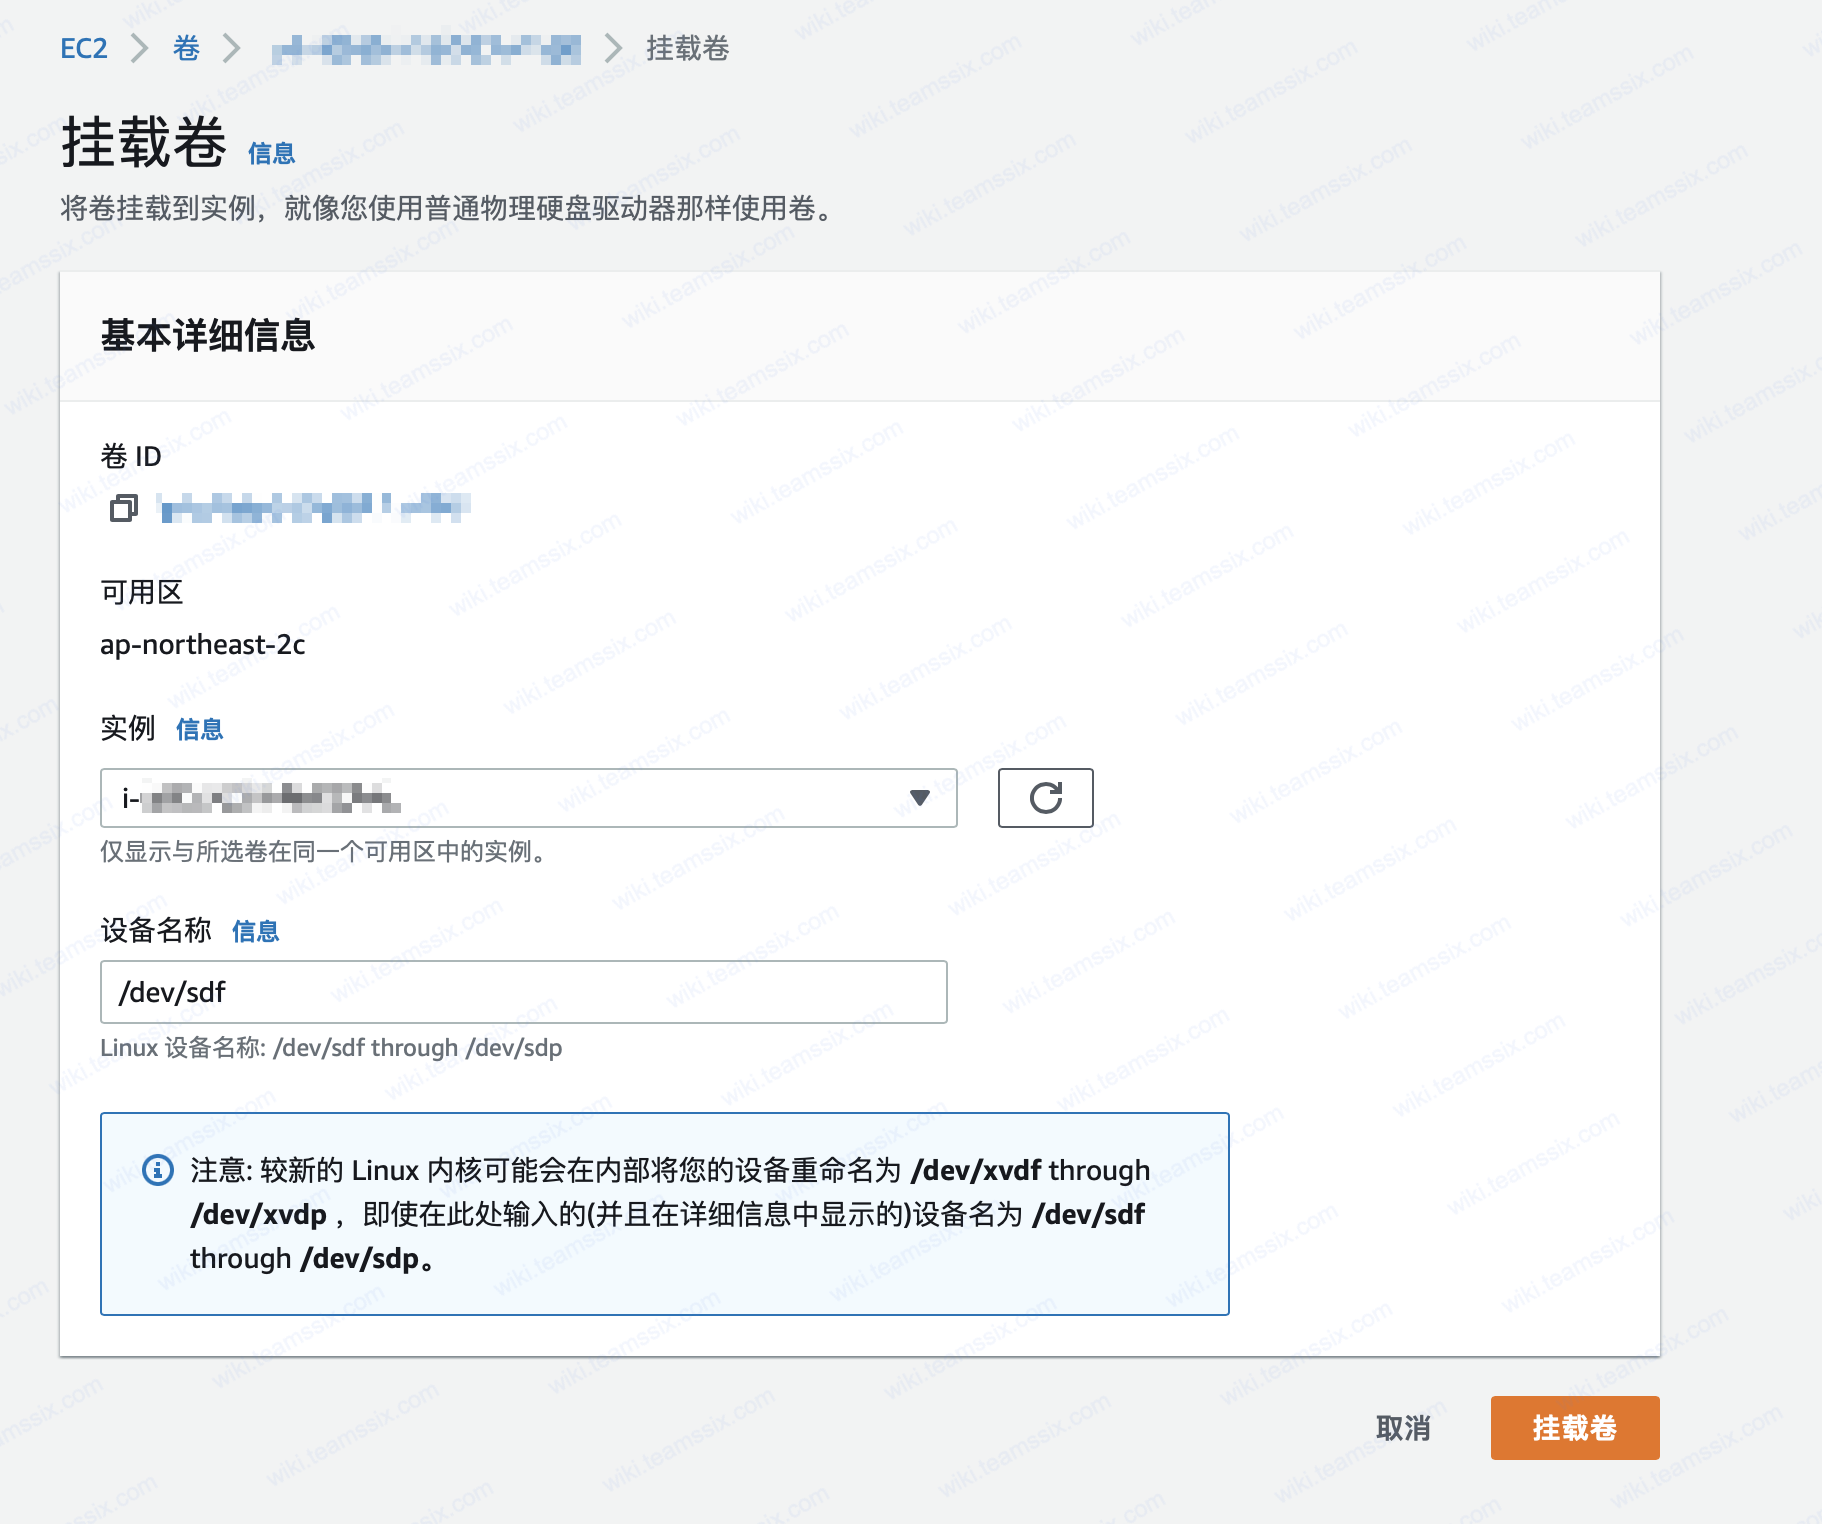 EC2 > 卷 > > 挂载卷
挂载卷 信息
将卷挂载到实例，就像您使用普通物理硬盘驱动器那样使用卷。
基本详细信息
卷 ID
可用区
ap-northeast-2c
实例 信息
i-
仅显示与所选卷在同一个可用区中的实例。
设备名称 信息
/dev/sdf
Linux 设备名称: /dev/sdf through /dev/sdp
注意: 较新的 Linux 内核可能会在内部将您的设备重命名为 /dev/xvdf through
/dev/xvdp ，即使在此处输入的(并且在详细信息中显示的)设备名为 /dev/sdf
through /dev/sdp。
取消 挂载卷
wiki.teamssix.com